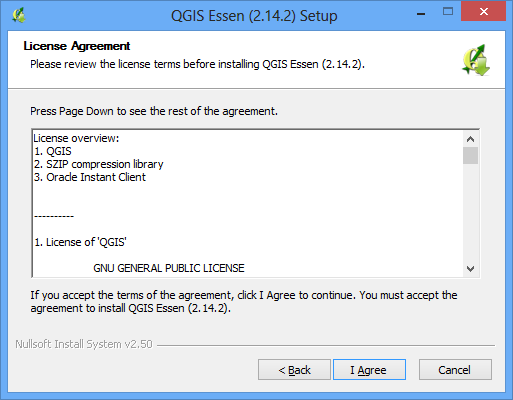 QGIS Essen (2.14.2) Setup
License Agreement
Please review the license terms before installing QGIS Essen (2.14.2).
Press Page Down to see the rest of the agreement.
License overview:
1. QGIS
2. SZIP compression library
3. Oracle Instant Client
----------
1. License of 'QGIS'
GNU GENERAL PUBLIC LICENSE
If you accept the terms of the agreement, click I Agree to continue. You must accept the
agreement to install QGIS Essen (2.14.2).
Nullsoft Install System v2.50
< Back
I Agree
Cancel